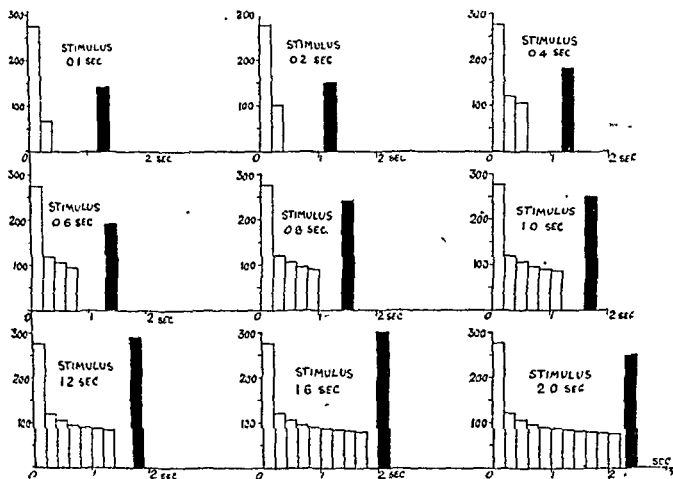 300
200
100
0
1
2 SEC
STIMULUS
0.1 SEC
300
200
100
0
1
2 SEC
STIMULUS
0.2 SEC
300
200
100
0
1
2 SEC
STIMULUS
0.4 SEC
300
200
100
0
1
2 SEC
STIMULUS
0.6 SEC
300
200
100
0
1
2 SEC
STIMULUS
0.8 SEC.
300
200
100
0
1
2 SEC
STIMULUS
1.0 SEC
300
200
100
0
1
2 SEC
STIMULUS
1.2 SEC
300
200
100
0
1
2 SEC
STIMULUS
1.6 SEC
300
200
100
0
1
2
SEC
STIMULUS
2.0 SEC